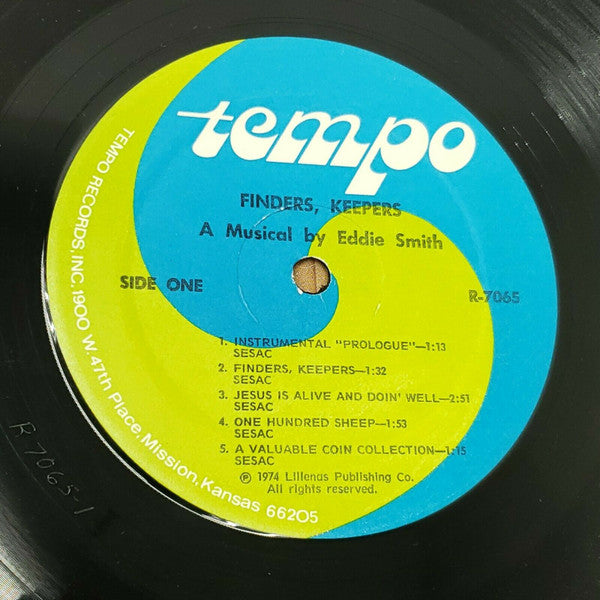 tempo
FINDERS, KEEPERS
A Musical by Eddie Smith
SIDE ONE
R-7065
1. INSTRUMENTAL "PROLOGUE"—1:13
SESAC
2. FINDERS, KEEPERS—1:32
SESAC
3. JESUS IS ALIVE AND DOIN' WELL—2:51
SESAC
4. ONE HUNDRED SHEEP—1:53
SESAC
5. A VALUABLE COIN COLLECTION—1:15
SESAC
℗ 1974 Lillenas Publishing Co.
All rights reserved.
TEMPO RECORDS, INC. 1900 W. 47th Place, Mission, Kansas 66205
R7065-1